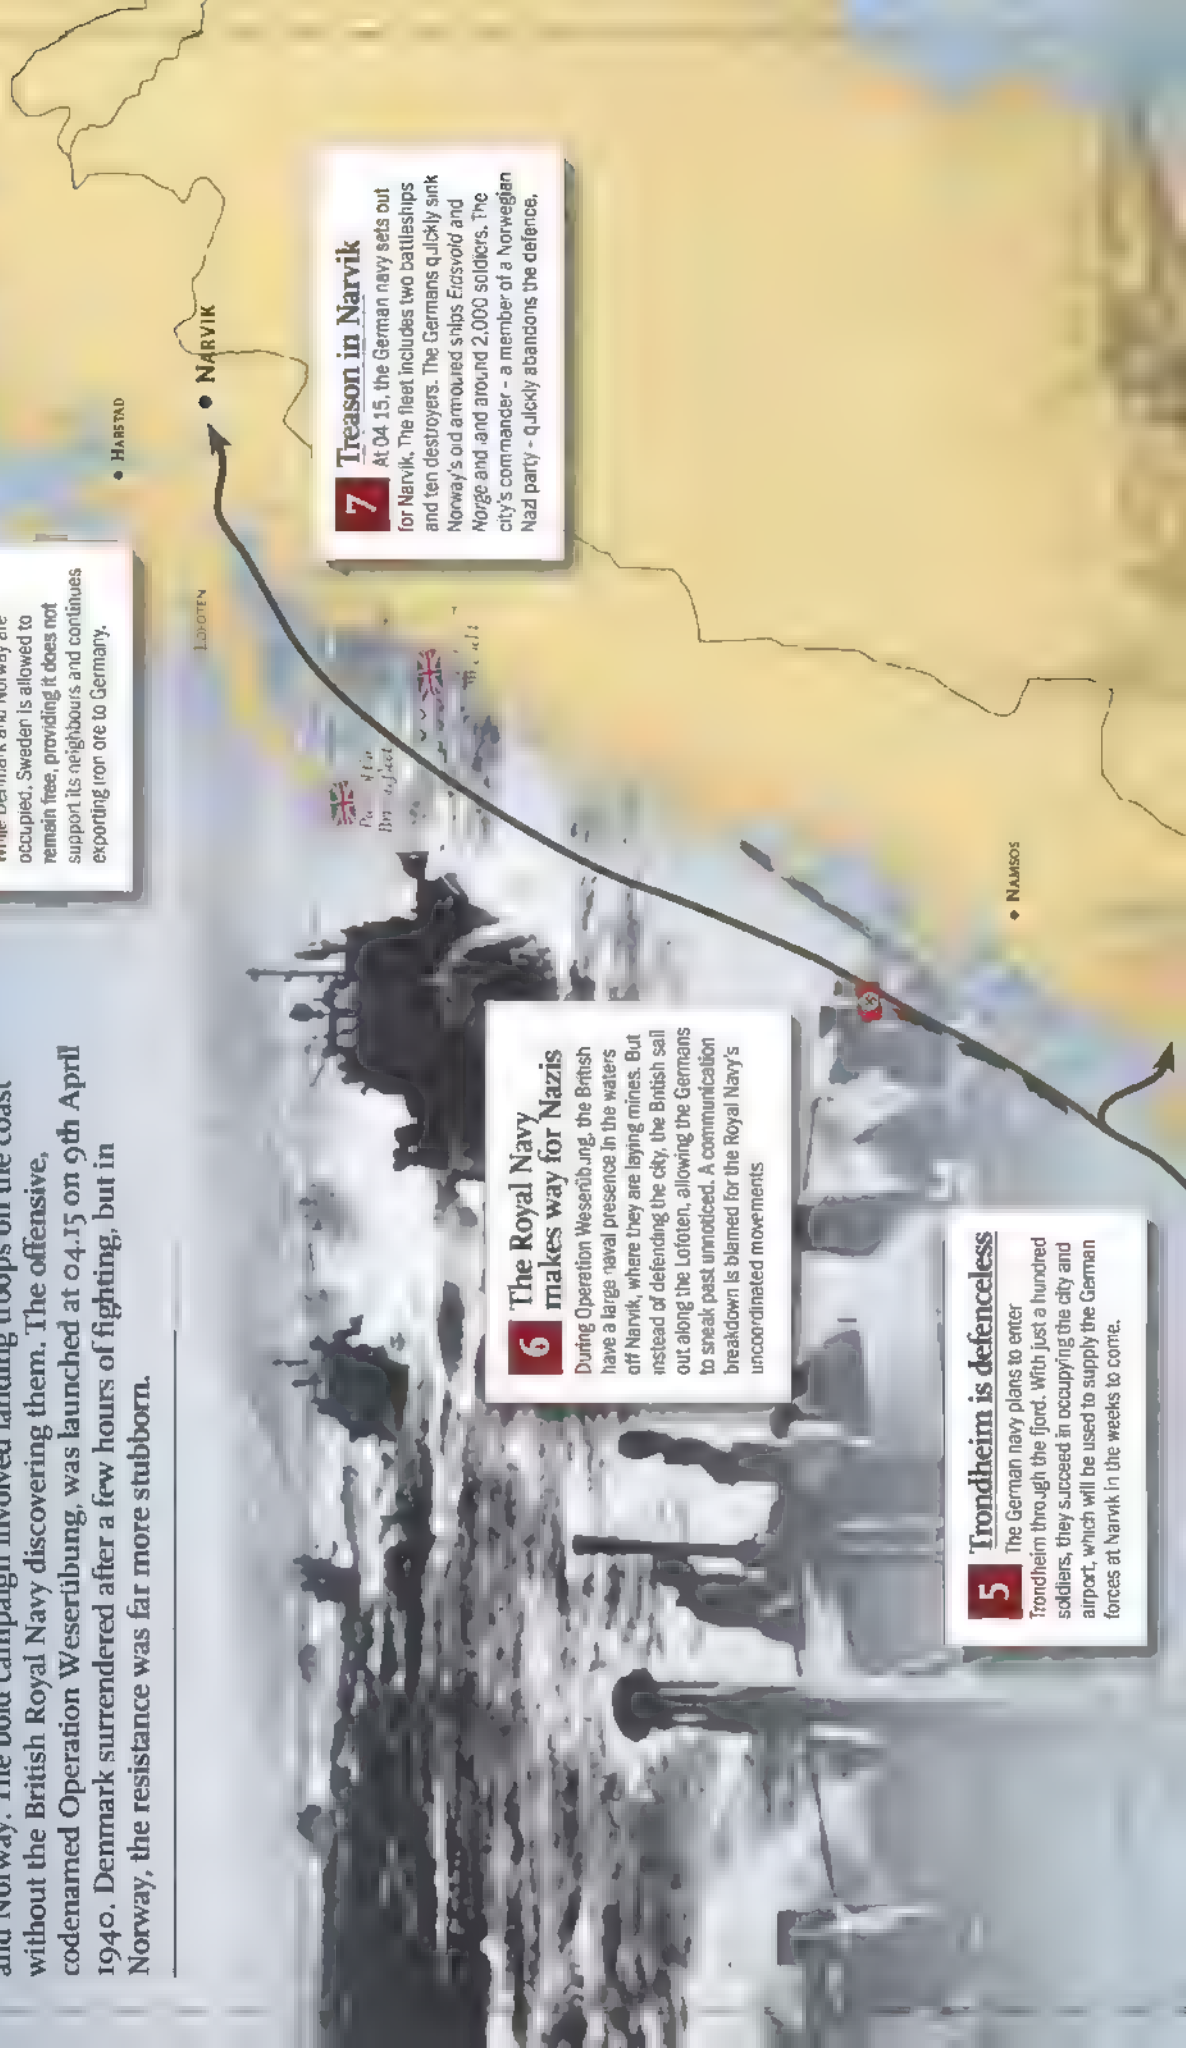 and Norway. The bold campaign involved landing troops on the coast
without the British Royal Navy discovering them. The offensive,
codenamed Operation Weserübung, was launched at 04.15 on 9th April
1940. Denmark surrendered after a few hours of fighting, but in
Norway, the resistance was far more stubborn.
While Denmark and Norway are
occupied, Sweden is allowed to
remain free, providing it does not
support its neighbours and continues
exporting iron ore to Germany.
HARSTAD
NARVIK
LOFOTEN
7 Treason in Narvik
At 04 15, the German navy sets out
for Narvik. The fleet includes two battleships
and ten destroyers. The Germans quickly sink
Norway's old armoured ships Eidsvold and
Norge and land around 2,000 soldiers. The
city's commander - a member of a Norwegian
Nazi party - quickly abandons the defence.
6 The Royal Navy
makes way for Nazis
During Operation Weserübung, the British
have a large naval presence in the waters
off Narvik, where they are laying mines. But
instead of defending the city, the British sail
out along the Lofoten, allowing the Germans
to sneak past unnoticed. A communication
breakdown is blamed for the Royal Navy's
uncoordinated movements
NAMSOS
5 Trondheim is defenceless
The German navy plans to enter
Trondheim through the fjord. With just a hundred
soldiers, they succeed in occupying the city and
airport, which will be used to supply the German
forces at Narvik in the weeks to come.